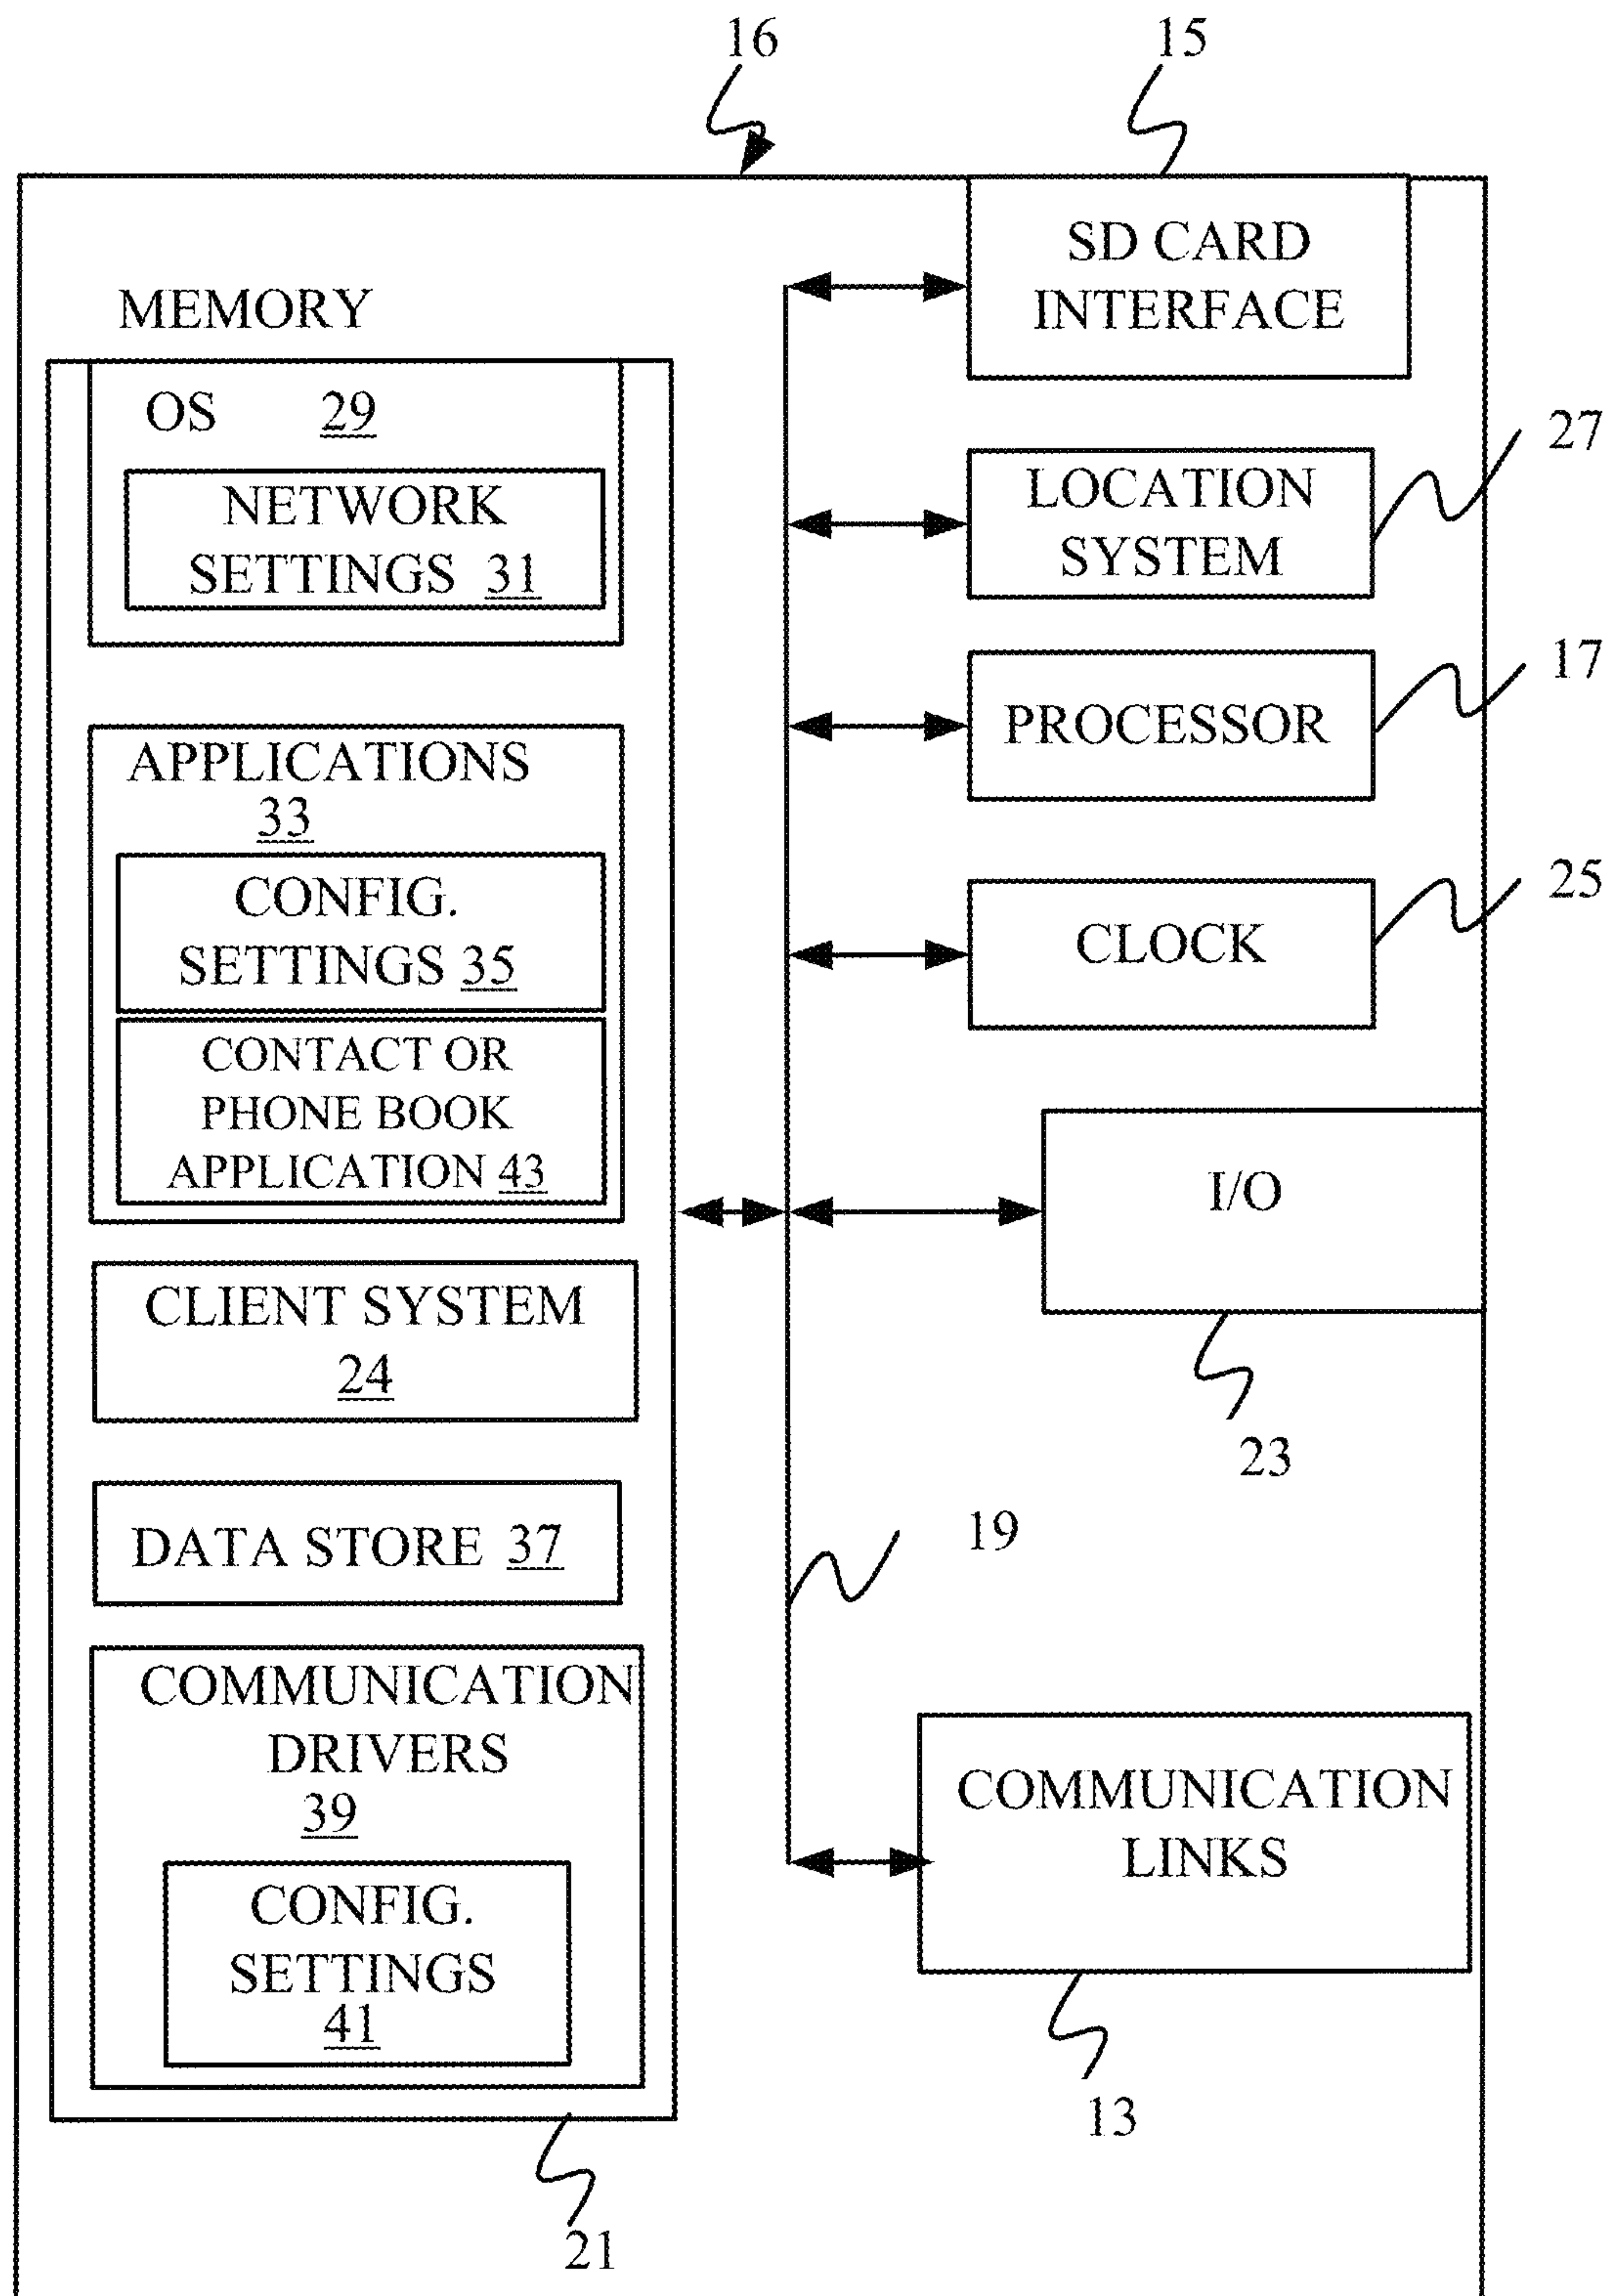 16
15
SD CARD
INTERFACE
MEMORY
OS 29
NETWORK
SETTINGS 31
27
LOCATION
SYSTEM
17
PROCESSOR
APPLICATIONS
33
CONFIG.
SETTINGS 35
25
CLOCK
CONTACT OR
PHONE BOOK
APPLICATION 43
I/O
CLIENT SYSTEM
24
23
DATA STORE 37
19
COMMUNICATION
DRIVERS
39
CONFIG.
SETTINGS
41
COMMUNICATION
LINKS
13
21